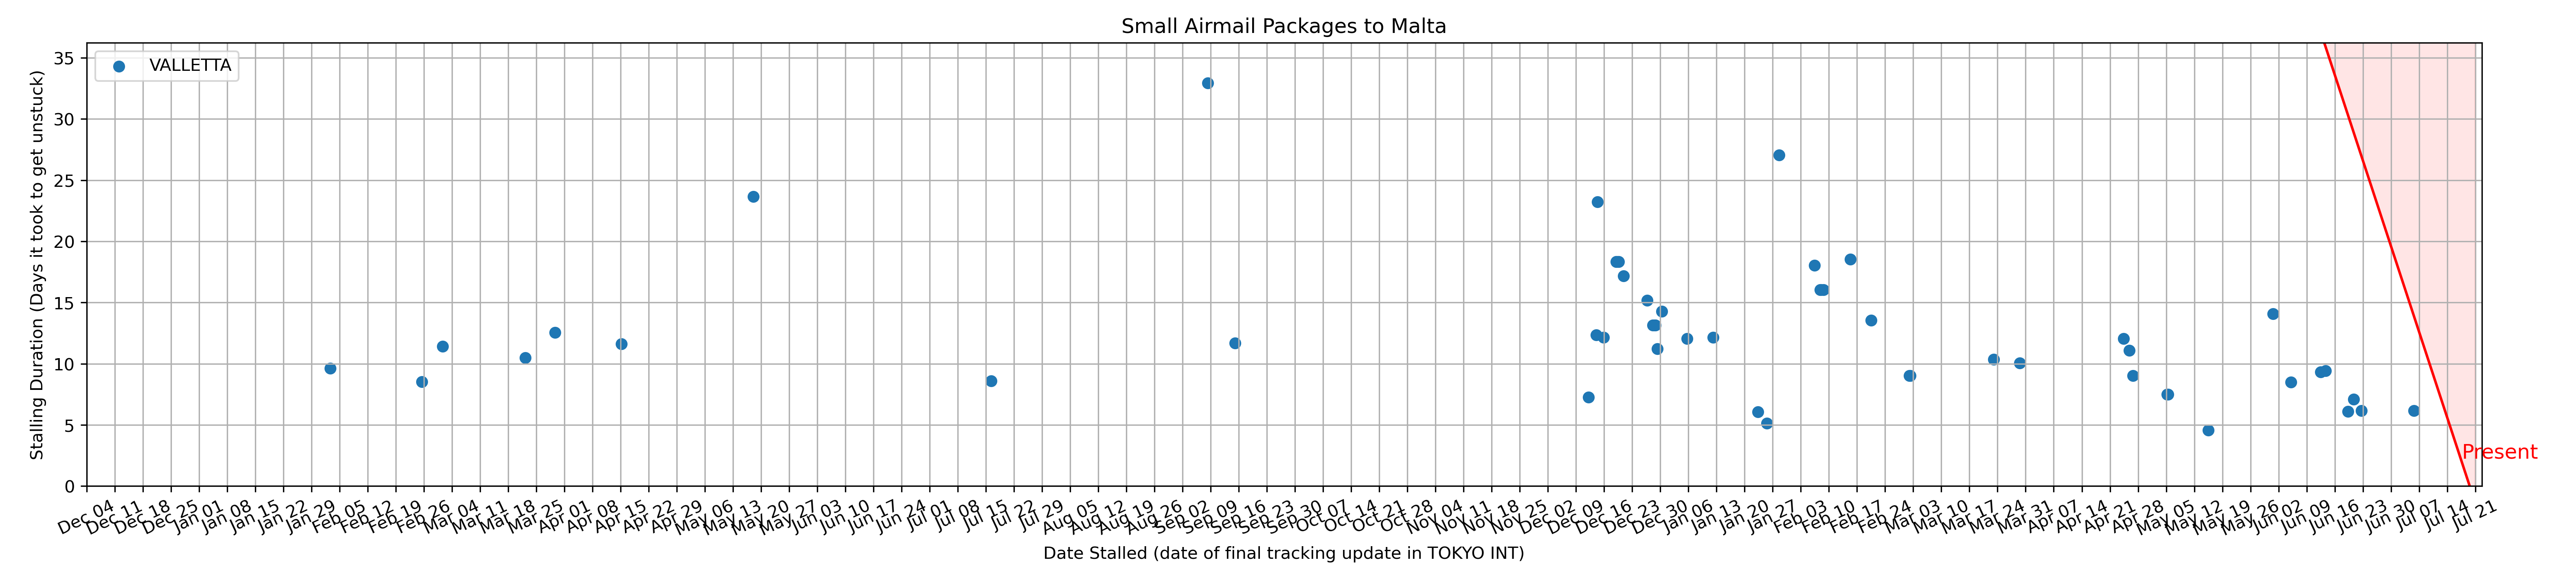 Small Airmail Packages to Malta
VALLETTA
Stalling Duration (Days it took to get unstuck)
35
30
25
20
15
10
5
0
Present
Dec 04
Dec 11
Dec 18
Dec 25
Jan 01
Jan 08
Jan 15
Jan 22
Jan 29
Feb 05
Feb 12
Feb 19
Feb 26
Mar 04
Mar 11
Mar 18
Mar 25
Apr 01
Apr 08
Apr 15
Apr 22
Apr 29
May 06
May 13
May 20
May 27
Jun 03
Jun 10
Jun 17
Jun 24
Jul 01
Jul 08
Jul 15
Jul 22
Jul 29
Aug 05
Aug 12
Aug 19
Aug 26
Sep 02
Sep 09
Sep 16
Sep 23
Sep 30
Oct 07
Oct 14
Oct 21
Oct 28
Nov 04
Nov 11
Nov 18
Nov 25
Dec 02
Dec 09
Dec 16
Dec 23
Dec 30
Jan 06
Jan 13
Jan 20
Jan 27
Feb 03
Feb 10
Feb 17
Feb 24
Mar 03
Mar 10
Mar 17
Mar 24
Mar 31
Apr 07
Apr 14
Apr 21
Apr 28
May 05
May 12
May 19
May 26
Jun 02
Jun 09
Jun 16
Jun 23
Jun 30
Jul 07
Jul 14
Jul 21
Date Stalled (date of final tracking update in TOKYO INT)